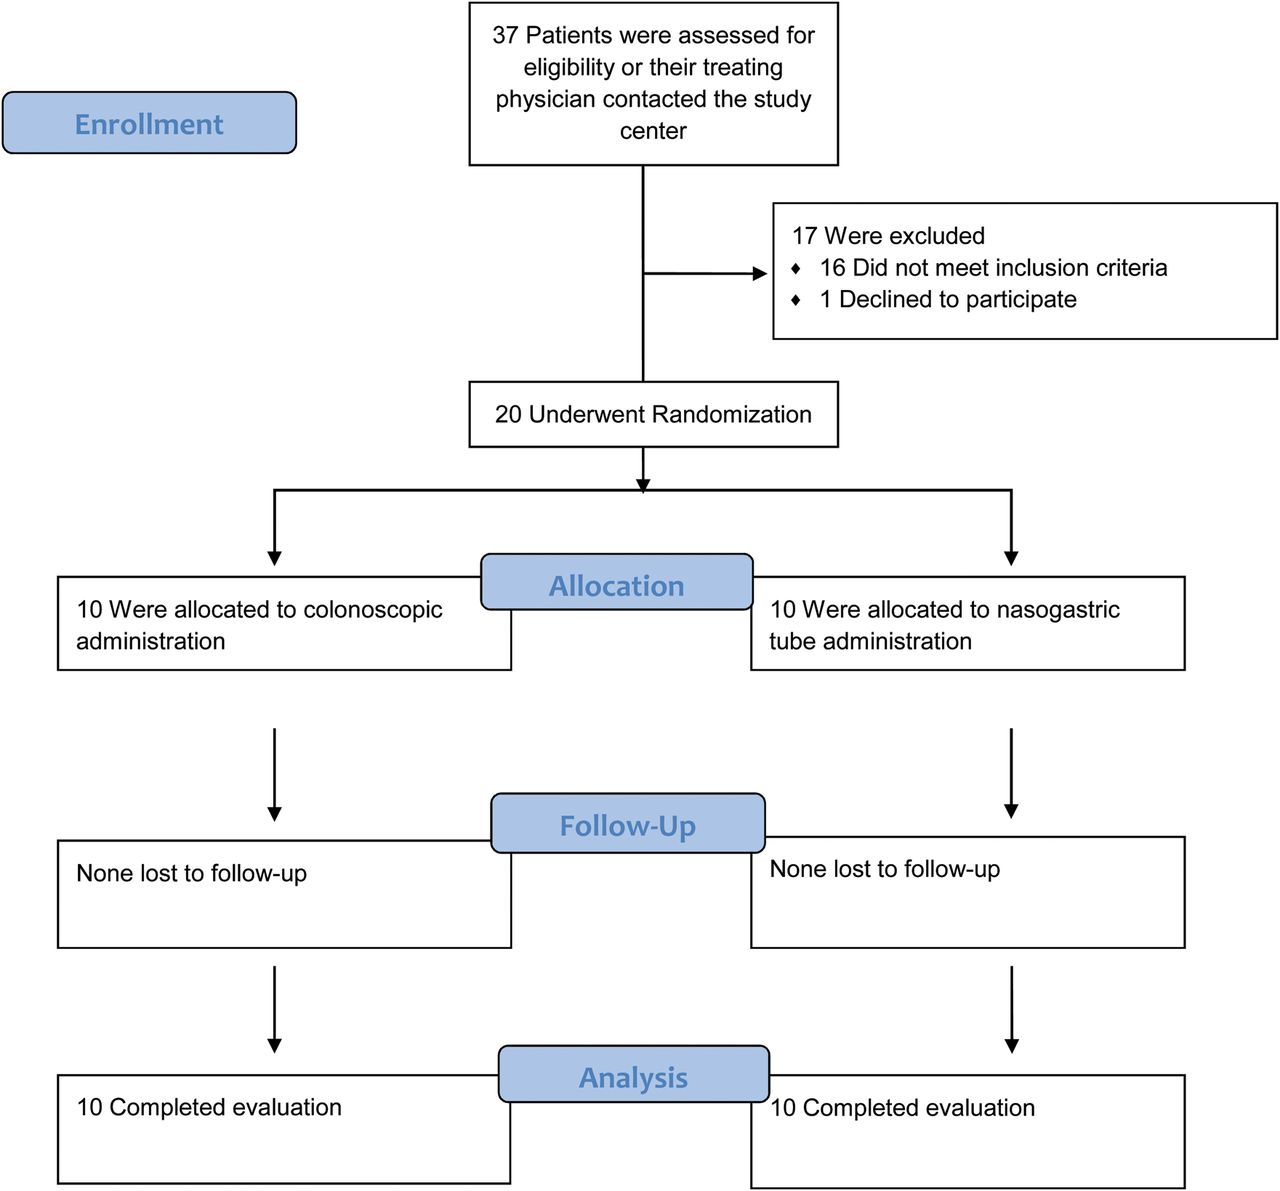 37 Patients were assessed for
eligibility or their treating
physician contacted the study
center
Enrollment
17 Were excluded
♦ 16 Did not meet inclusion criteria
♦ 1 Declined to participate
20 Underwent Randomization
Allocation
10 Were allocated to colonoscopic
administration
10 Were allocated to nasogastric
tube administration
Follow-Up
None lost to follow-up
None lost to follow-up
Analysis
10 Completed evaluation
10 Completed evaluation